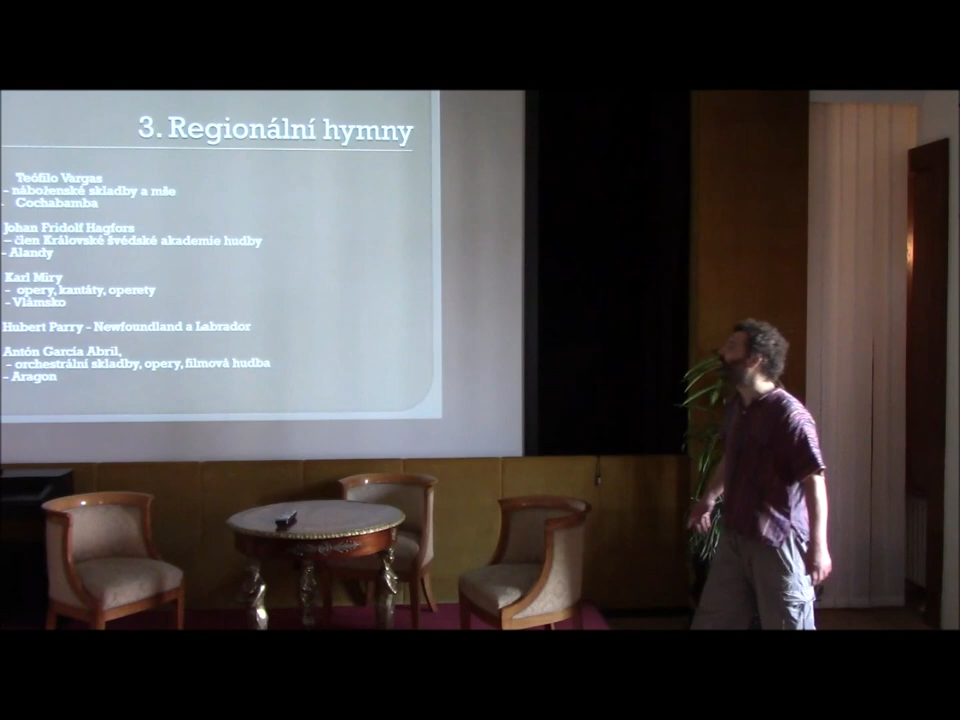 3. Regionální hymny
Teófilo Vargas
- náboženské skladby a mše
- Cochabamba
Johan Fridolf Hagfors
– člen Královské švédské akademie hudby
- Alandy
Karl Miry
- opery, kantáty, operety
- Vlámsko
Hubert Parry - Newfoundland a Labrador
Antón García Abril,
- orchestrální skladby, opery, filmová hudba
- Aragon